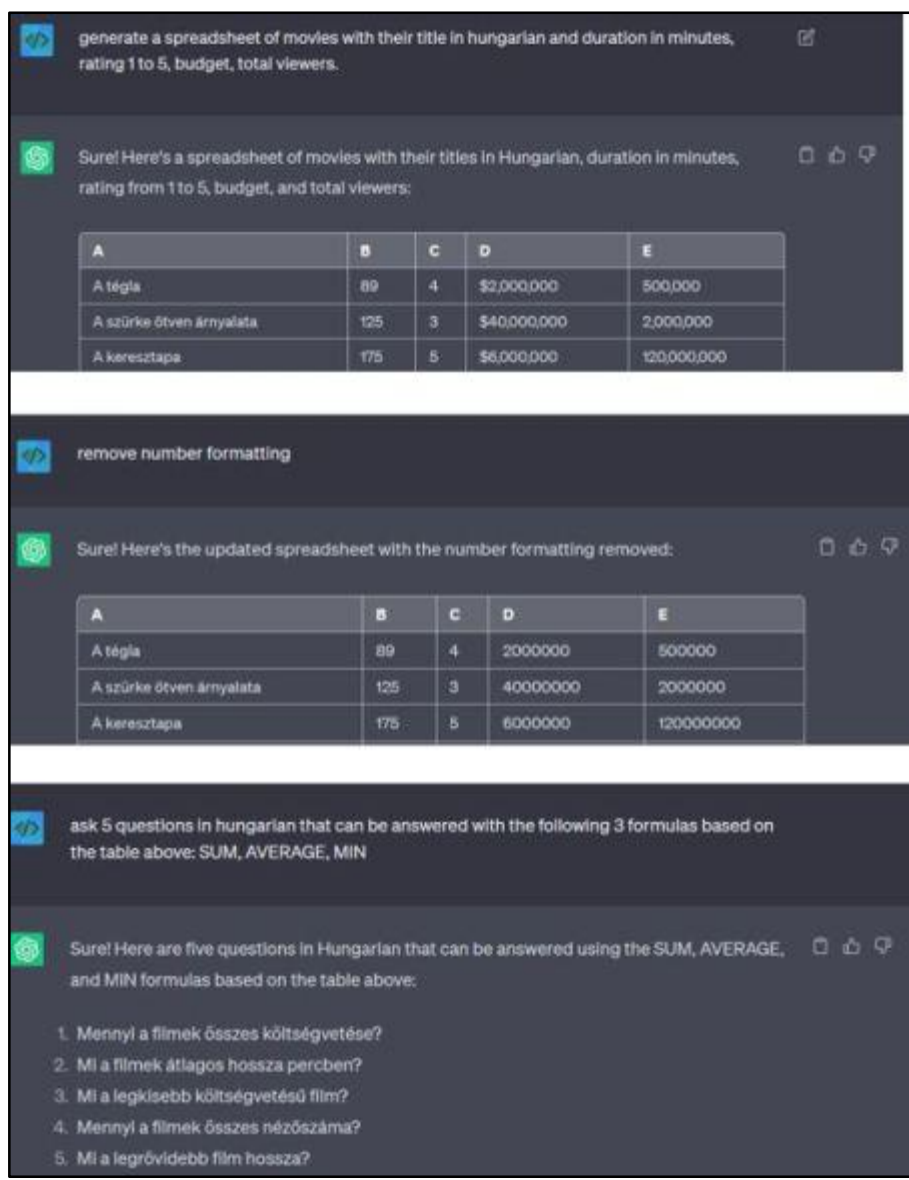 generate a spreadsheet of movies with their title in hungarian and duration in minutes,
rating 1 to 5, budget, total viewers.
Sure! Here's a spreadsheet of movies with their titles in Hungarian, duration in minutes,
rating from 1 to 5, budget, and total viewers:
A B C D E
A tégla 89 4 $2,000,000 500,000
A szürke ötven árnyalata 125 3 $40,000,000 2,000,000
A keresztapa 175 5 $6,000,000 120,000,000
remove number formatting
Sure! Here's the updated spreadsheet with the number formatting removed:
A B C D E
A tégla 89 4 2000000 500000
A szürke ötven árnyalata 125 3 40000000 2000000
A keresztapa 175 5 6000000 120000000
ask 5 questions in hungarian that can be answered with the following 3 formulas based on
the table above: SUM, AVERAGE, MIN
Sure! Here are five questions in Hungarian that can be answered using the SUM, AVERAGE,
and MIN formulas based on the table above:
1. Mennyi a filmek összes költségvetése?
2. Mi a filmek átlagos hossza percben?
3. Mi a legkisebb költségvetésű film?
4. Mennyi a filmek összes nézőszáma?
5. Mi a legrövidebb film hossza?